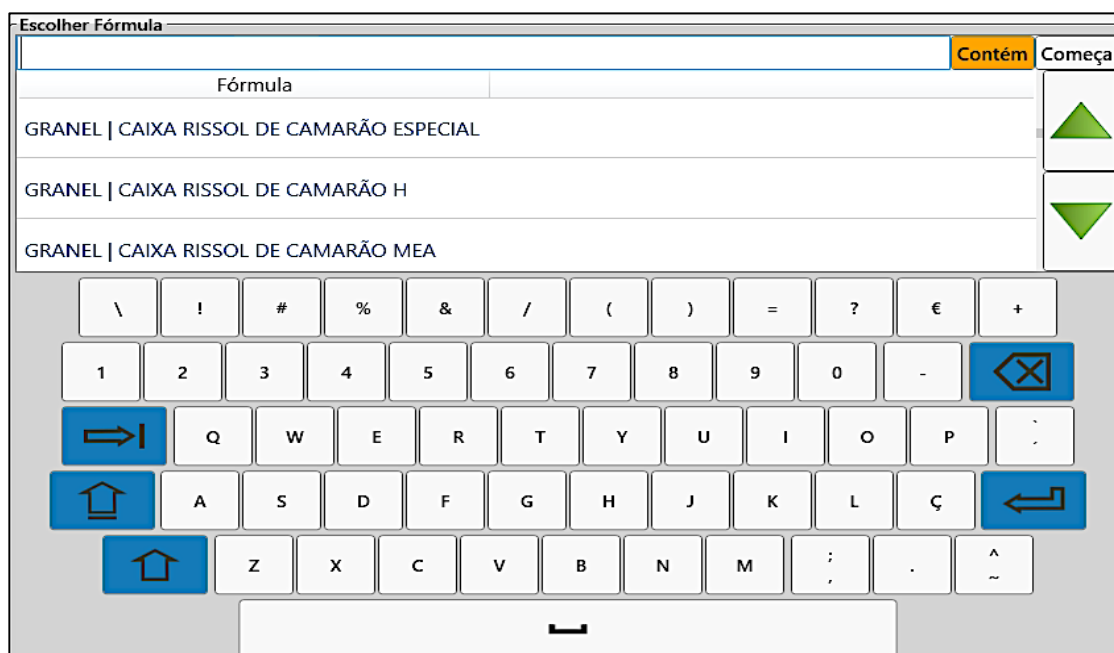 Escolher Fórmula
Contém Começa
Fórmula
GRANEL | CAIXA RISSOL DE CAMARÃO ESPECIAL
GRANEL | CAIXA RISSOL DE CAMARÃO H
GRANEL | CAIXA RISSOL DE CAMARÃO MEA
\ ! # % & / ( ) = ? € +
1 2 3 4 5 6 7 8 9 0 -
Q W E R T Y U I O P ` ´
A S D F G H J K L Ç
Z X C V B N M ; , . ^ ~